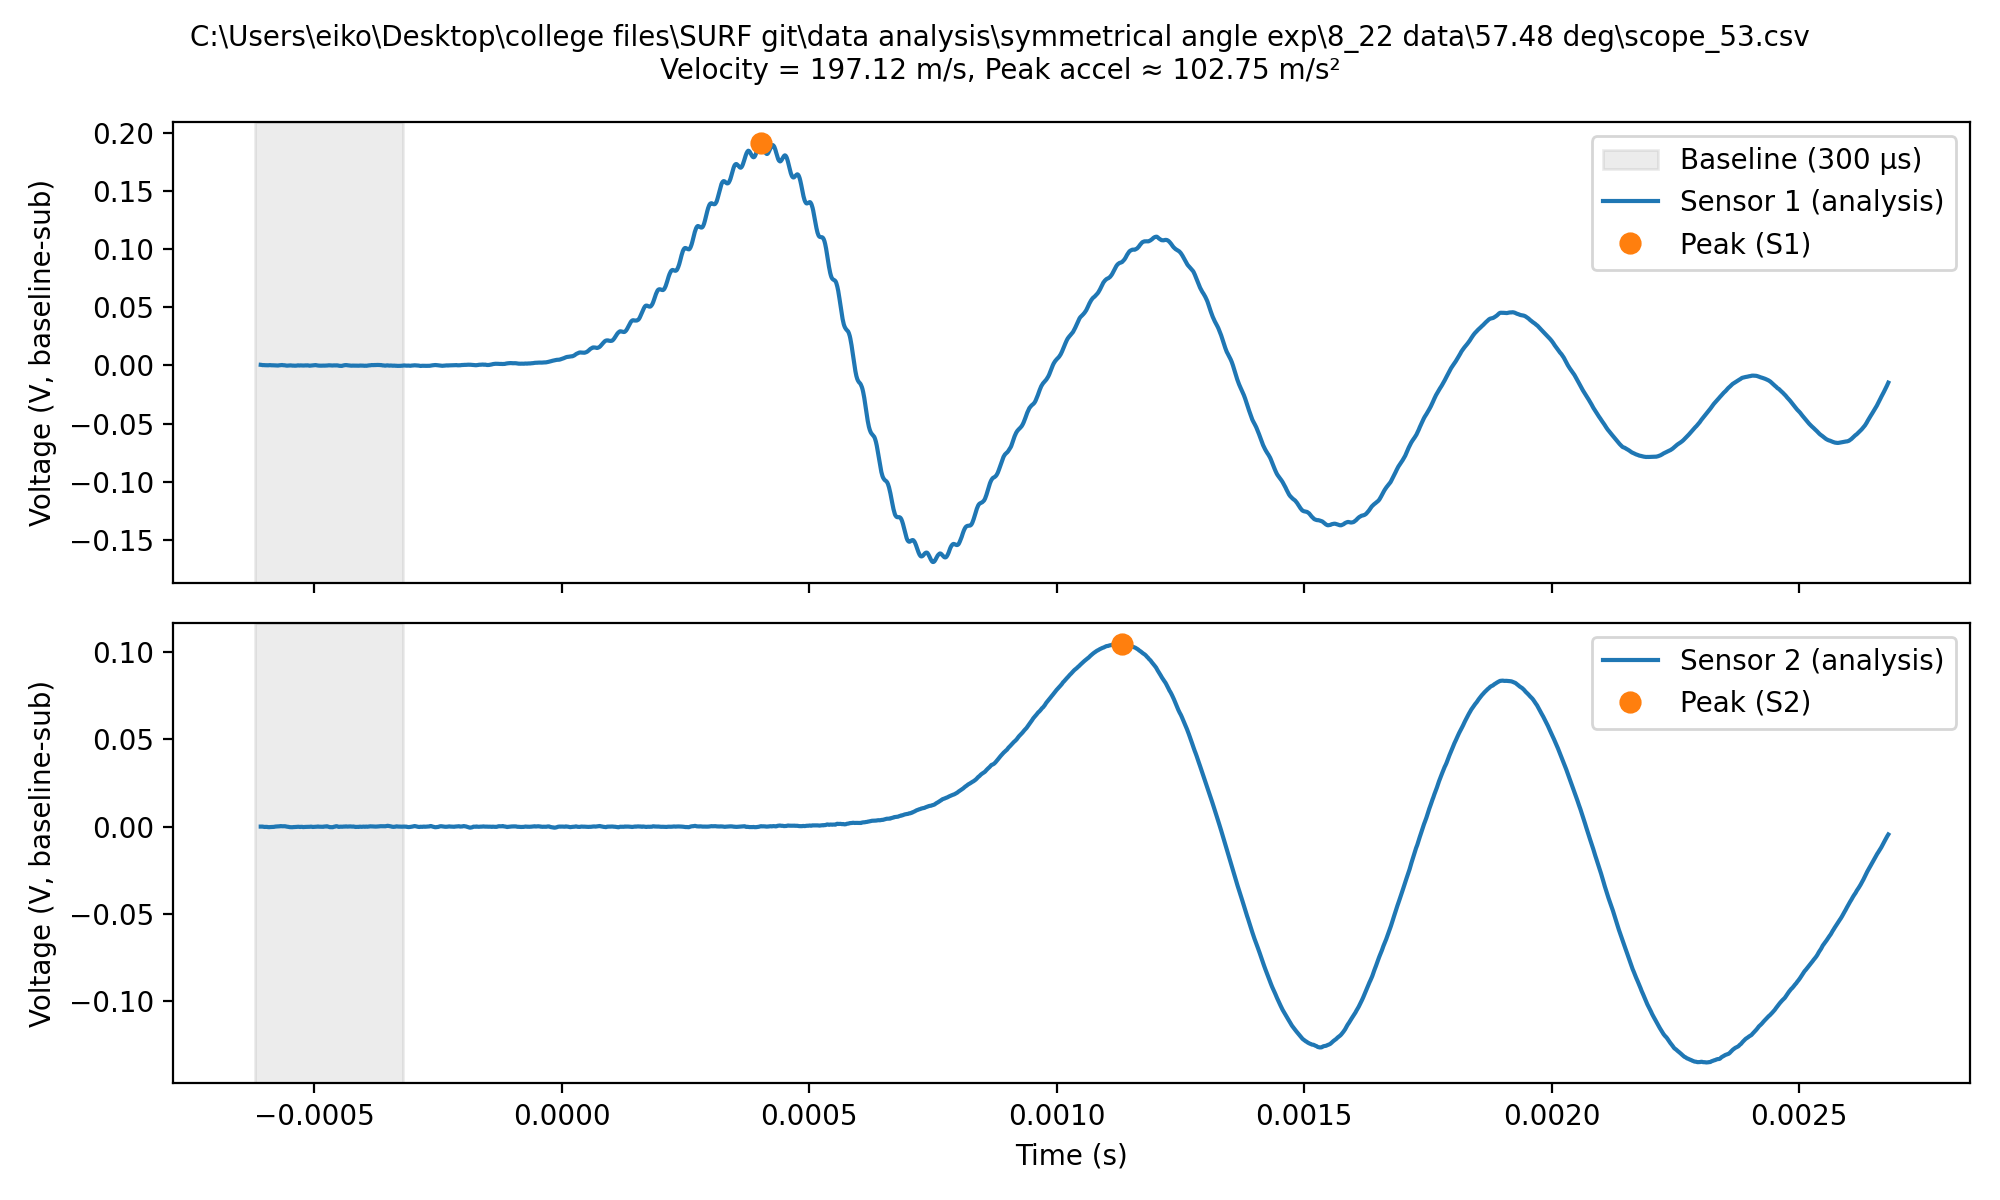 C:\Users\eiko\Desktop\college files\SURF git\data analysis\symmetrical angle exp\8_22 data\57.48 deg\scope_53.csv
Velocity = 197.12 m/s, Peak accel ≈ 102.75 m/s²
Voltage (V, baseline-sub)
0.20
0.15
0.10
0.05
0.00
−0.05
−0.10
−0.15
Baseline (300 µs)
Sensor 1 (analysis)
Peak (S1)
Voltage (V, baseline-sub)
0.10
0.05
0.00
−0.05
−0.10
Sensor 2 (analysis)
Peak (S2)
−0.0005 0.0000 0.0005 0.0010 0.0015 0.0020 0.0025
Time (s)